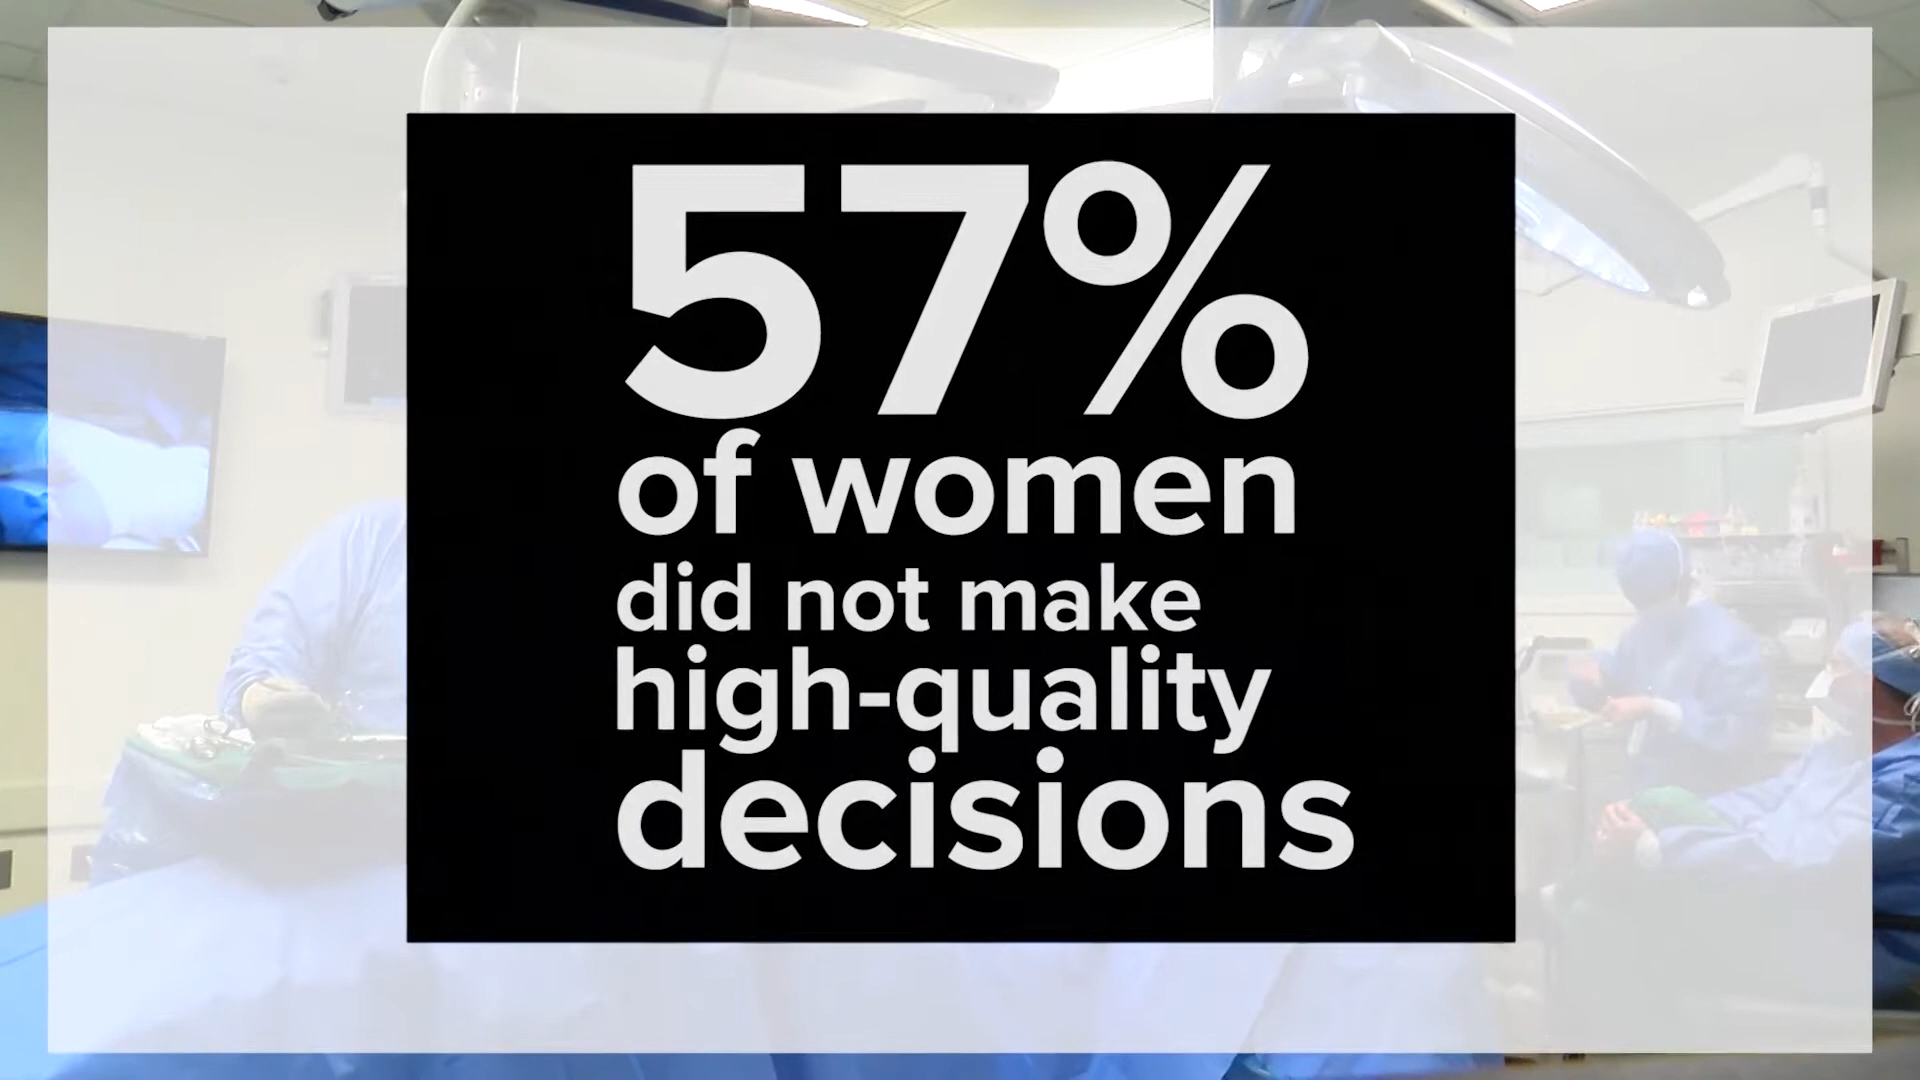 57%
of women
did not make
high-quality
decisions